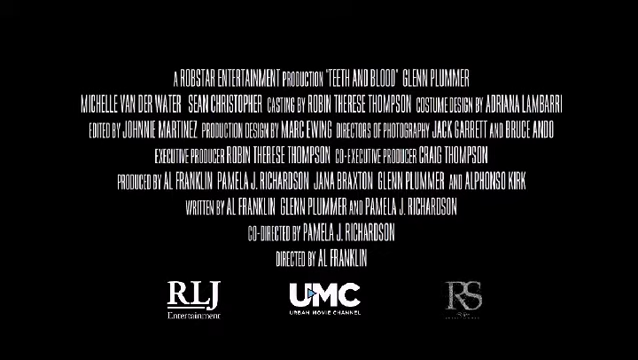 A ROBSTAR ENTERTAINMENT PRODUCTION "TEETH AND BLOOD" GLENN PLUMMER
MICHELLE VAN DER WATER SEAN CHRISTOPHER CASTING BY ROBIN THERESE THOMPSON COSTUME DESIGN BY ADRIANA LAMBARRI
EDITED BY JOHNNIE MARTINEZ PRODUCTION DESIGN BY MARC EWING DIRECTORS OF PHOTOGRAPHY JACK GARRETT AND BRUCE ANDO
EXECUTIVE PRODUCER ROBIN THERESE THOMPSON CO-EXECUTIVE PRODUCER CRAIG THOMPSON
PRODUCED BY AL FRANKLIN PAMELA J. RICHARDSON JANA BRAXTON GLENN PLUMMER AND ALPHONSO KIRK
WRITTEN BY AL FRANKLIN GLENN PLUMMER AND PAMELA J. RICHARDSON
CO-DIRECTED BY PAMELA J. RICHARDSON
DIRECTED BY AL FRANKLIN
RLJ UMC RS
Entertainment URBAN MOVIE CHANNEL